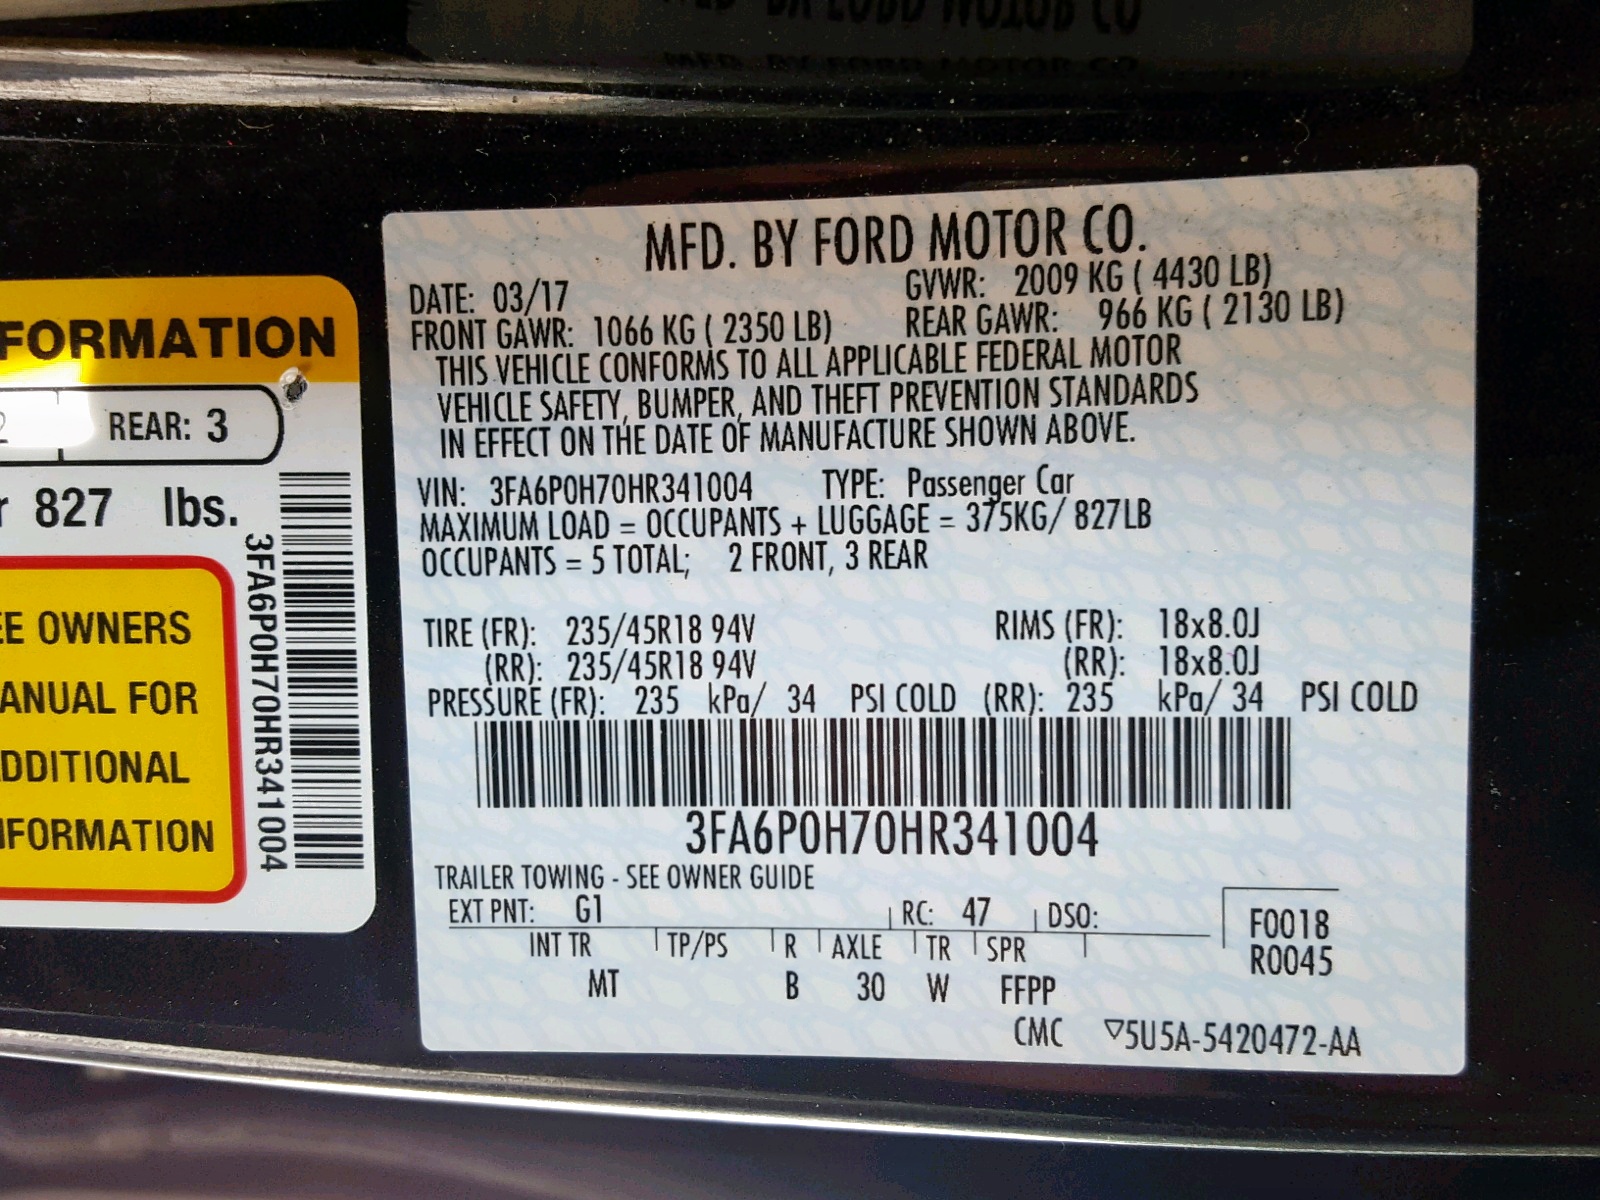 MFD. BY FORD MOTOR CO.
DATE: 03/17 GVWR: 2009 KG ( 4430 LB)
FRONT GAWR: 1066 KG ( 2350 LB) REAR GAWR: 966 KG ( 2130 LB)
THIS VEHICLE CONFORMS TO ALL APPLICABLE FEDERAL MOTOR
VEHICLE SAFETY, BUMPER, AND THEFT PREVENTION STANDARDS
IN EFFECT ON THE DATE OF MANUFACTURE SHOWN ABOVE.
VIN: 3FA6P0H70HR341004 TYPE: Passenger Car
MAXIMUM LOAD = OCCUPANTS + LUGGAGE = 375KG/ 827LB
OCCUPANTS = 5 TOTAL; 2 FRONT, 3 REAR
TIRE (FR): 235/45R18 94V RIMS (FR): 18x8.0J
(RR): 235/45R18 94V (RR): 18x8.0J
PRESSURE (FR): 235 kPa/ 34 PSI COLD (RR): 235 kPa/ 34 PSI COLD
3FA6P0H70HR341004
TRAILER TOWING - SEE OWNER GUIDE
EXT PNT: G1 RC: 47 DSO:
F0018
R0045
INT TR TP/PS R AXLE TR SPR
MT B 30 W FFPP
CMC ▽5U5A-5420472-AA
FORMATION
2 REAR: 3
r 827 lbs.
EE OWNERS
ANUAL FOR
DDITIONAL
NFORMATION
3FA6P0H70HR341004